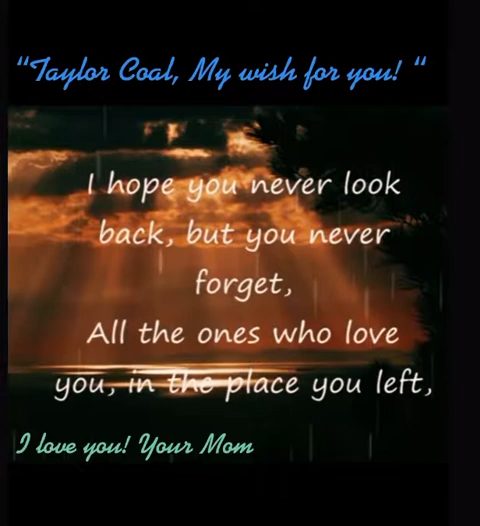 “Taylor Coal, My wish for you! “
I hope you never look
back, but you never
forget,
All the ones who love
you, in the place you left,
I love you! Your Mom